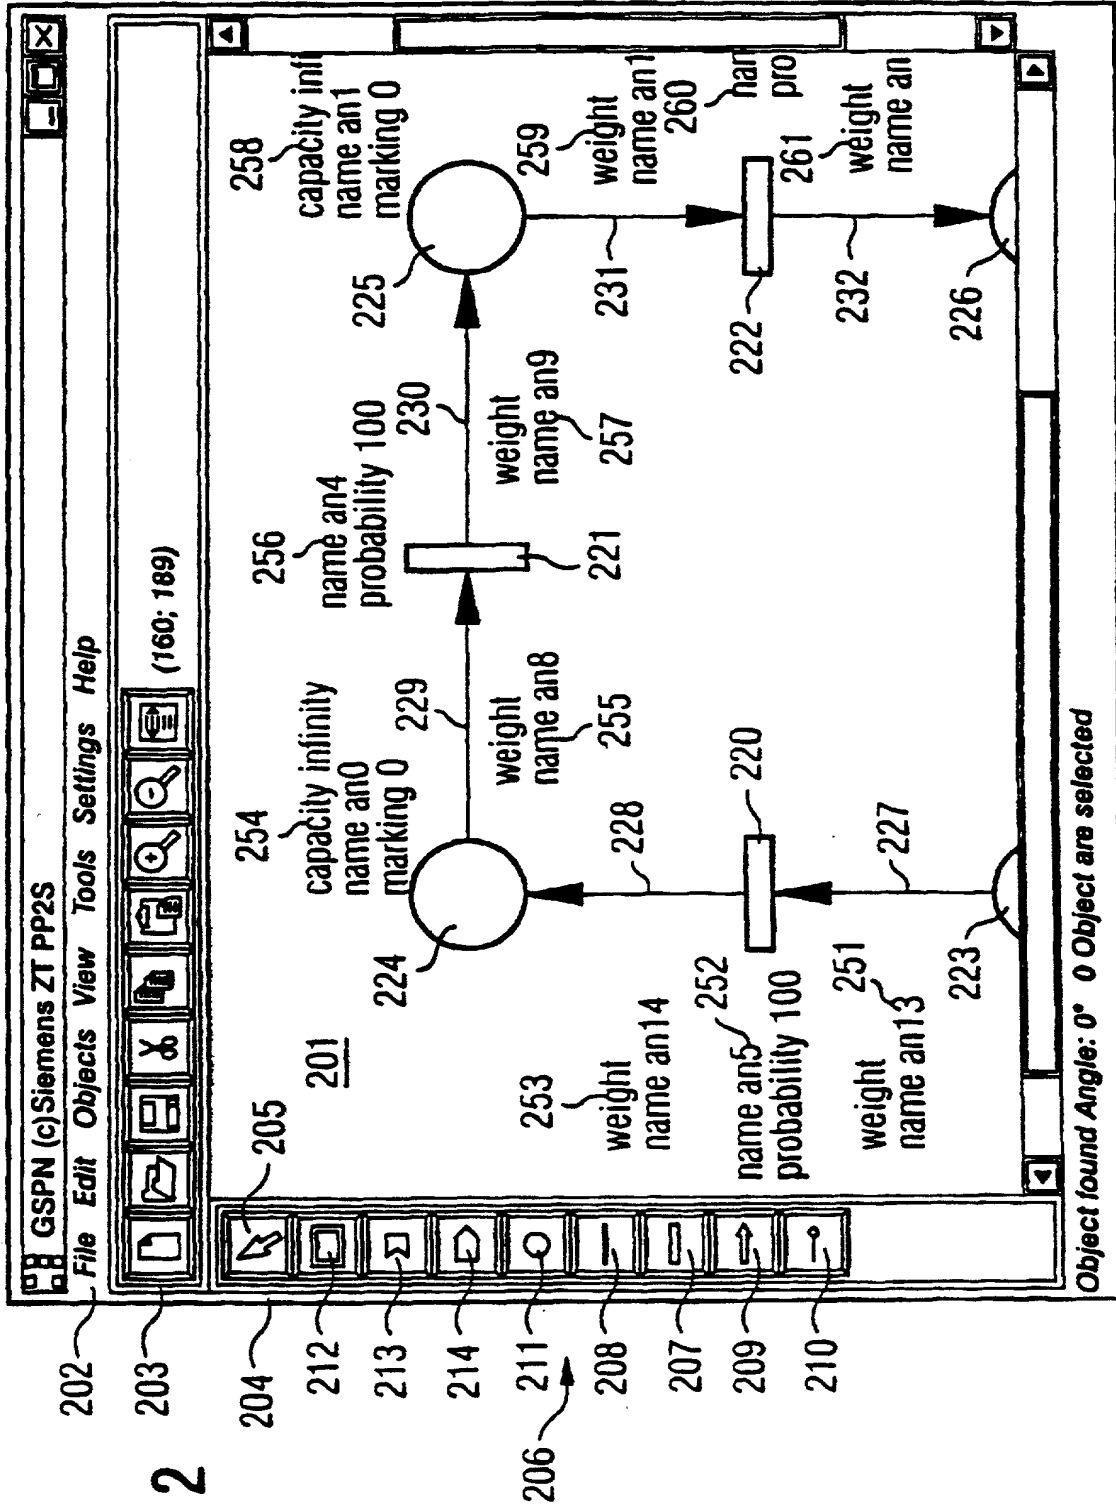 2
GSPN (c)Siemens ZT PP2S
202
File Edit Objects View Tools Settings Help
203
(160; 189)
204
205
206
212
213
214
211
208
207
209
210
201
254
capacity infinity
name an0
marking 0
224
229
weight
name an8
255
256
name an4
probability 100
221
230
weight
name an9
257
258
capacity infi
name an1
marking 0
225
259
weight
name an1
260
nan
pro
231
222
261
weight
name an
232
226
253
weight
name an14
228
220
252
name an5
probability 100
227
251
weight
name an13
223
Object found Angle: 0° 0 Object are selected